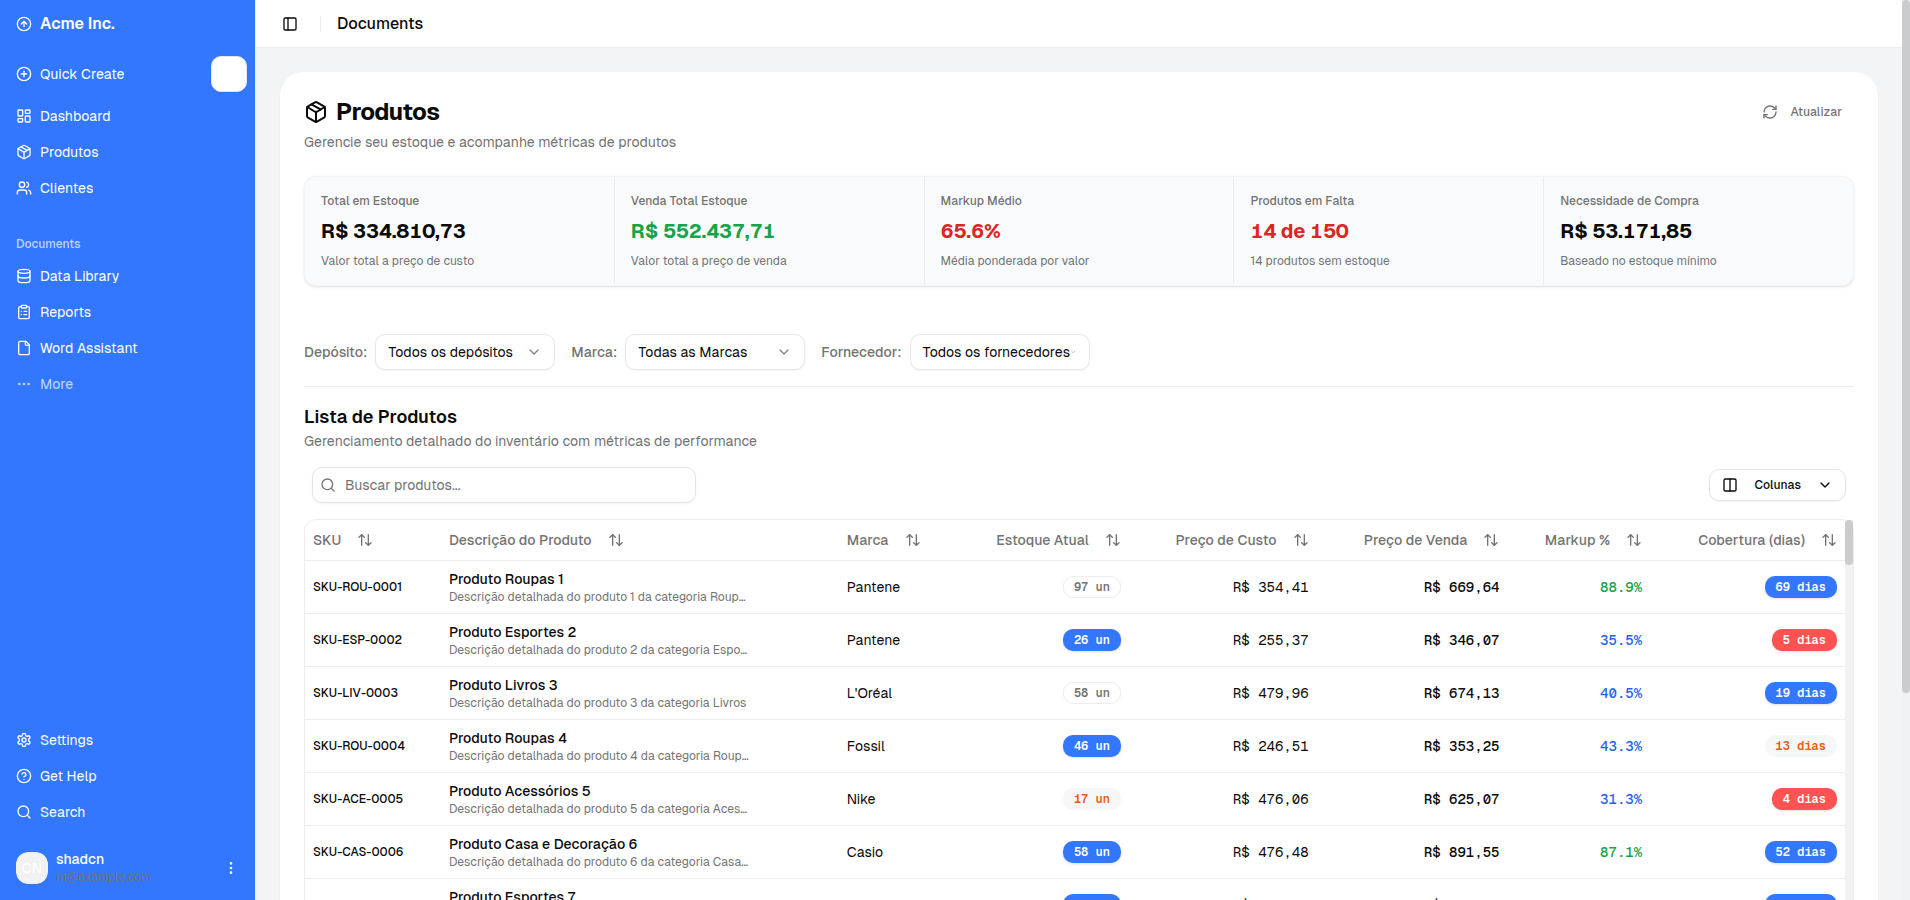 Acme Inc.
Documents
Quick Create
Dashboard
Produtos
Clientes
Documents
Data Library
Reports
Word Assistant
More
Settings
Get Help
Search
CN
shadcn
m@example.com
Produtos
Atualizar
Gerencie seu estoque e acompanhe métricas de produtos
Total em Estoque
R$ 334.810,73
Valor total a preço de custo
Venda Total Estoque
R$ 552.437,71
Valor total a preço de venda
Markup Médio
65.6%
Média ponderada por valor
Produtos em Falta
14 de 150
14 produtos sem estoque
Necessidade de Compra
R$ 53.171,85
Baseado no estoque mínimo
Depósito: Todos os depósitos Marca: Todas as Marcas Fornecedor: Todos os fornecedores
Lista de Produtos
Gerenciamento detalhado do inventário com métricas de performance
Buscar produtos...
Colunas
SKU Descrição do Produto Marca Estoque Atual Preço de Custo Preço de Venda Markup % Cobertura (dias)
SKU-ROU-0001 Produto Roupas 1 Pantene 97 un R$ 354,41 R$ 669,64 88.9% 69 dias
Descrição detalhada do produto 1 da categoria Roup...
SKU-ESP-0002 Produto Esportes 2 Pantene 26 un R$ 255,37 R$ 346,07 35.5% 5 dias
Descrição detalhada do produto 2 da categoria Espo...
SKU-LIV-0003 Produto Livros 3 L'Oréal 58 un R$ 479,96 R$ 674,13 40.5% 19 dias
Descrição detalhada do produto 3 da categoria Livros
SKU-ROU-0004 Produto Roupas 4 Fossil 46 un R$ 246,51 R$ 353,25 43.3% 13 dias
Descrição detalhada do produto 4 da categoria Roup...
SKU-ACE-0005 Produto Acessórios 5 Nike 17 un R$ 476,06 R$ 625,07 31.3% 4 dias
Descrição detalhada do produto 5 da categoria Aces...
SKU-CAS-0006 Produto Casa e Decoração 6 Casio 58 un R$ 476,48 R$ 891,55 87.1% 52 dias
Descrição detalhada do produto 6 da categoria Casa...
Produto Esportes 7